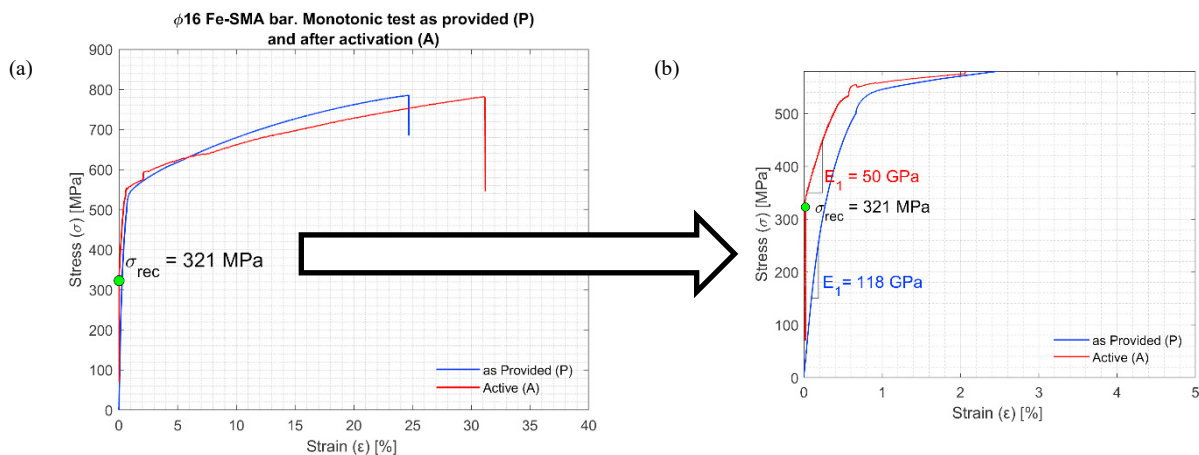 (a)
ϕ16 Fe-SMA bar. Monotonic test as provided (P)
and after activation (A)
900
800
700
600
500
400
300
200
100
0
Stress (σ) [MPa]
σrec = 321 MPa
as Provided (P)
Active (A)
0 5 10 15 20 25 30 35 40
Strain (ε) [%]
(b)
500
400
300
200
100
0
Stress (σ) [MPa]
E1 = 50 GPa
σrec = 321 MPa
E1= 118 GPa
as Provided (P)
Active (A)
0 1 2 3 4 5
Strain (ε) [%]